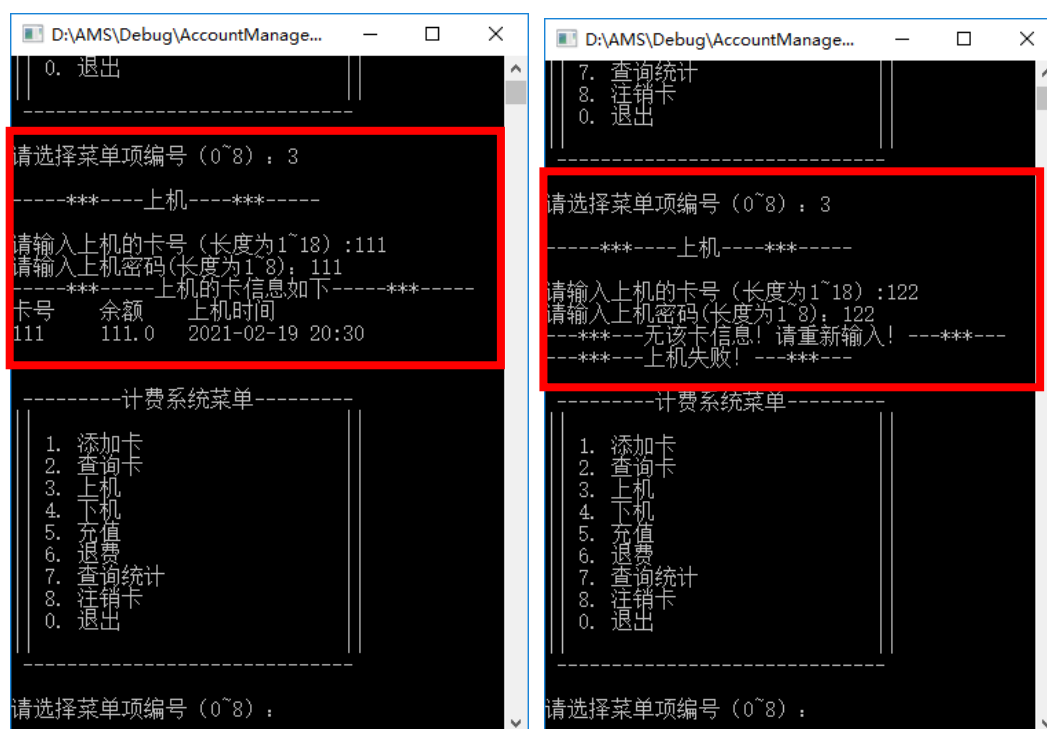 D:\AMS\Debug\AccountManage...
0. 退出
-----------------------------
请选择菜单项编号（0~8）：3
-----***----上机----***-----
请输入上机的卡号（长度为1~18）:111
请输入上机密码(长度为1~8): 111
-----***-----上机的卡信息如下-----***-----
卡号 余额 上机时间
111 111.0 2021-02-19 20:30
---------计费系统菜单---------
1. 添加卡
2. 查询卡
3. 上机
4. 下机
5. 充值
6. 退费
7. 查询统计
8. 注销卡
0. 退出
-----------------------------
请选择菜单项编号（0~8）：
D:\AMS\Debug\AccountManage...
7. 查询统计
8. 注销卡
0. 退出
-----------------------------
请选择菜单项编号（0~8）：3
-----***----上机----***-----
请输入上机的卡号（长度为1~18）:122
请输入上机密码(长度为1~8): 122
---***---无该卡信息！请重新输入！---***---
---***---上机失败！---***---
---------计费系统菜单---------
1. 添加卡
2. 查询卡
3. 上机
4. 下机
5. 充值
6. 退费
7. 查询统计
8. 注销卡
0. 退出
-----------------------------
请选择菜单项编号（0~8）：